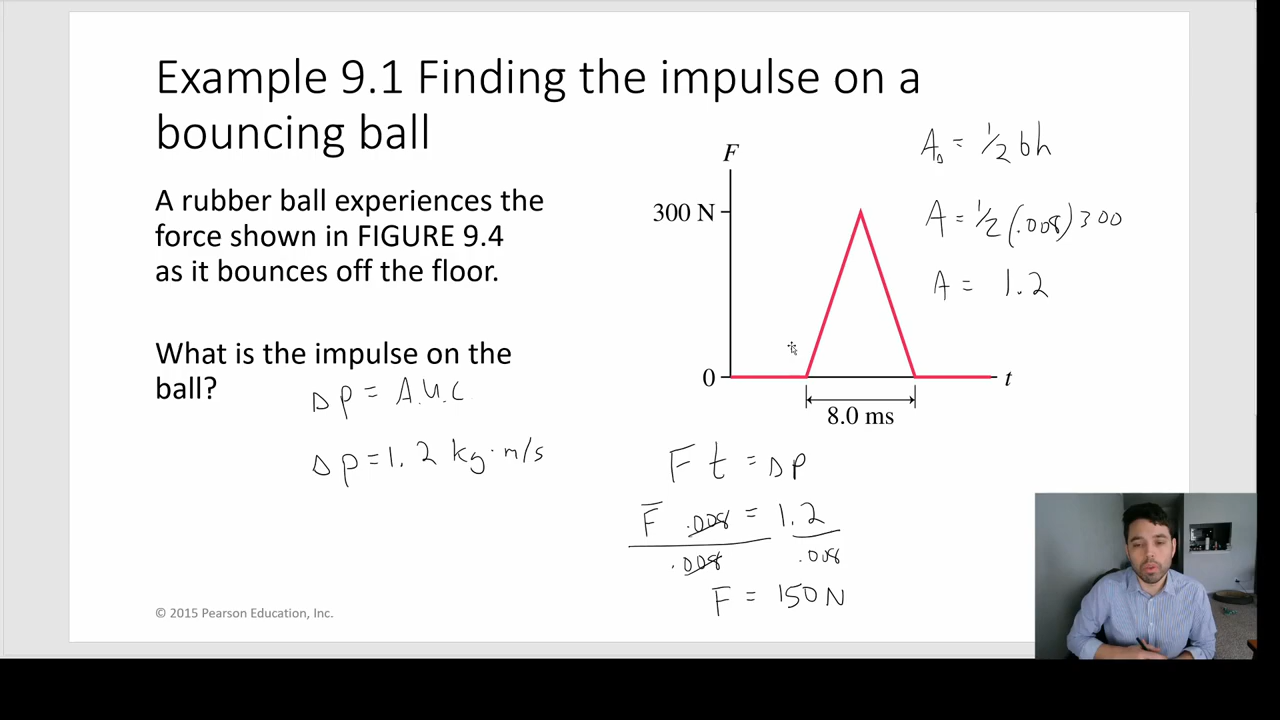 Example 9.1 Finding the impulse on a
bouncing ball
A rubber ball experiences the
force shown in FIGURE 9.4
as it bounces off the floor.
What is the impulse on the
ball?
Δp = A.U.C
Δp = 1.2 kg·m/s
F
300 N
0
t
8.0 ms
A△ = 1/2 bh
A = 1/2 (.008) 300
A = 1.2
F t = Δp
F̅ .008 = 1.2
.008 .008
F = 150 N
© 2015 Pearson Education, Inc.